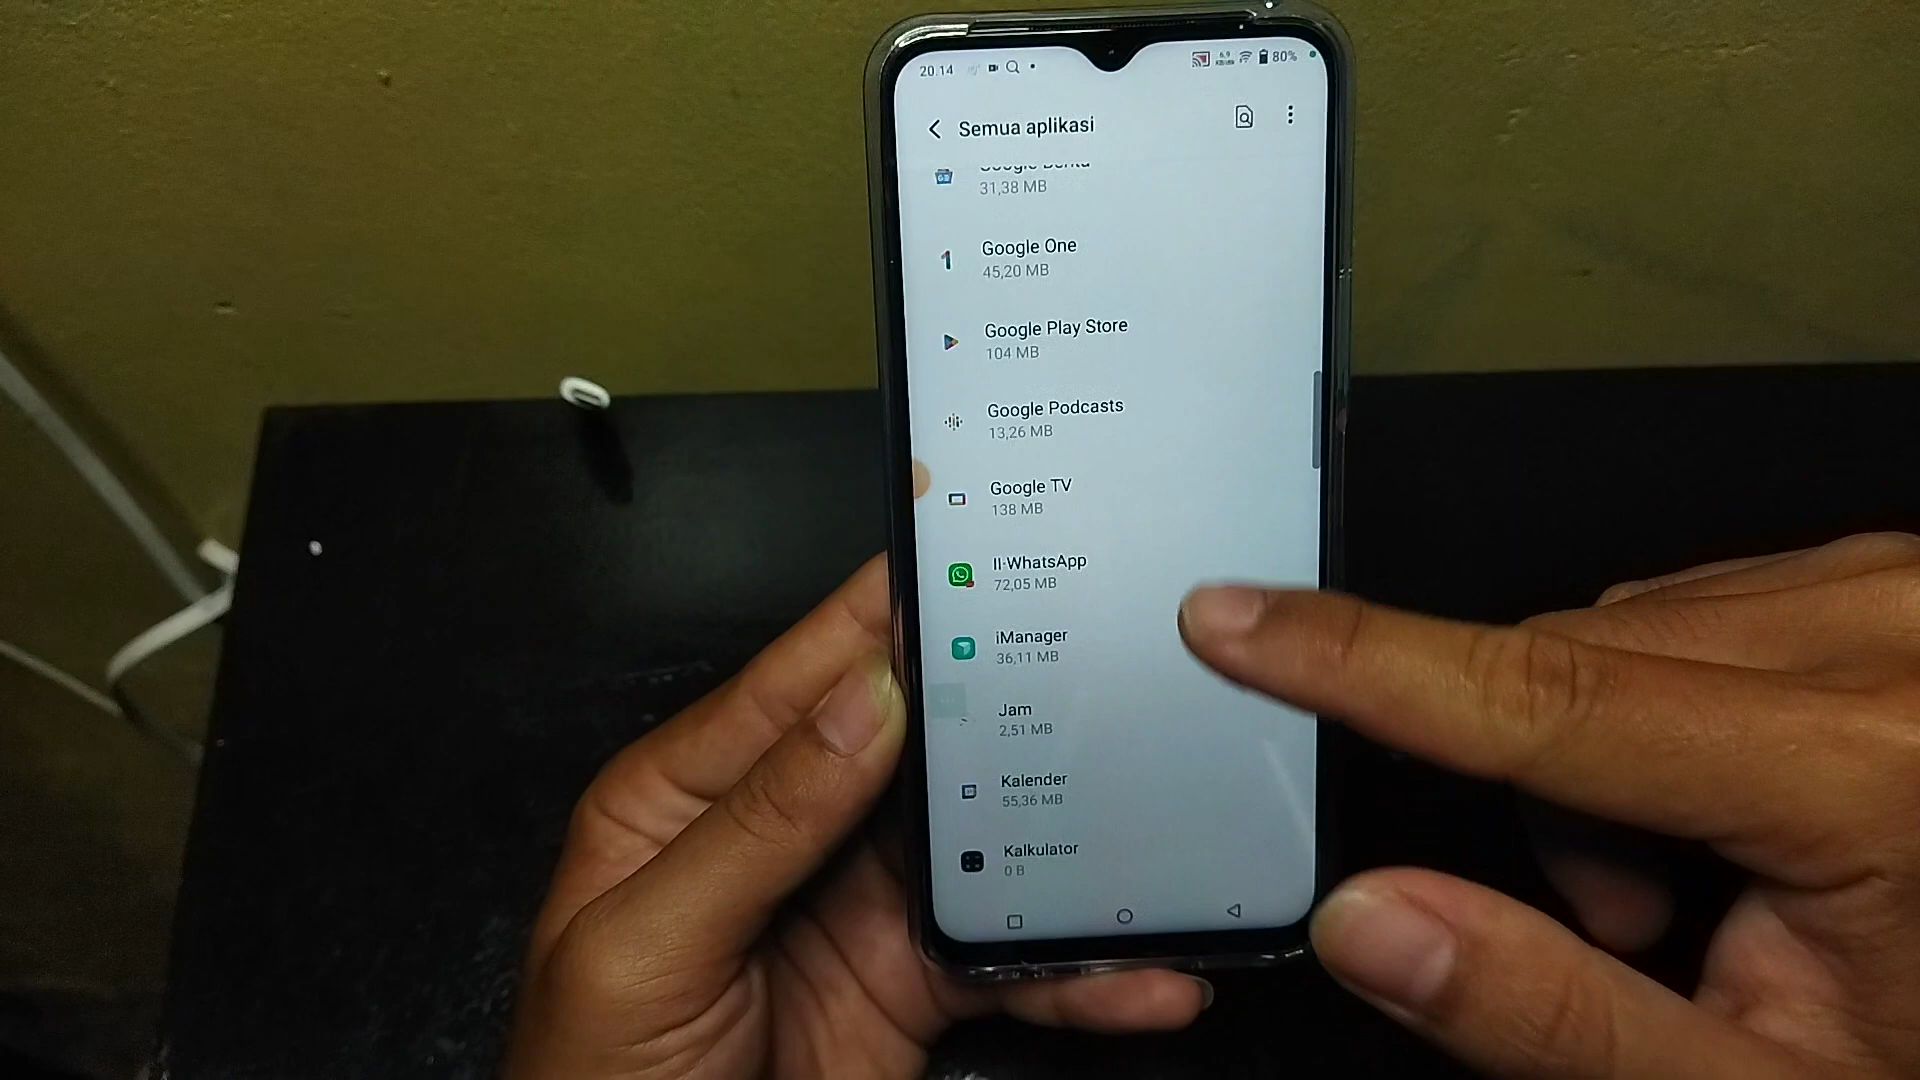 20.14
80%
Semua aplikasi
Google Berita
31,38 MB
Google One
45,20 MB
Google Play Store
104 MB
Google Podcasts
13,26 MB
Google TV
138 MB
II-WhatsApp
72,05 MB
iManager
36,11 MB
Jam
2,51 MB
Kalender
55,36 MB
Kalkulator
0 B